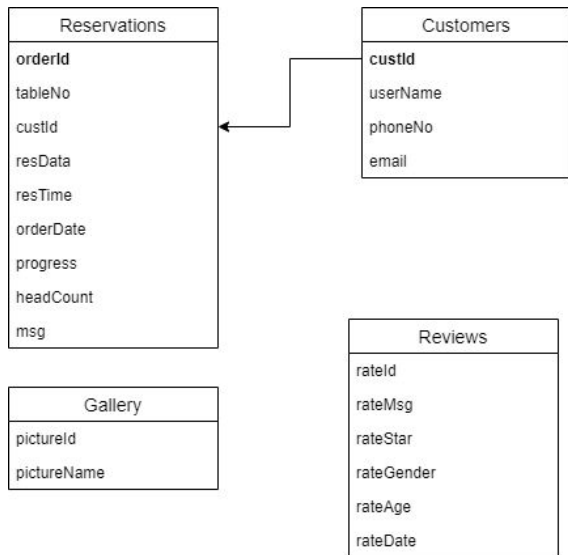 Reservations
orderId
tableNo
custId
resData
resTime
orderDate
progress
headCount
msg
Customers
custId
userName
phoneNo
email
Gallery
pictureId
pictureName
Reviews
rateId
rateMsg
rateStar
rateGender
rateAge
rateDate